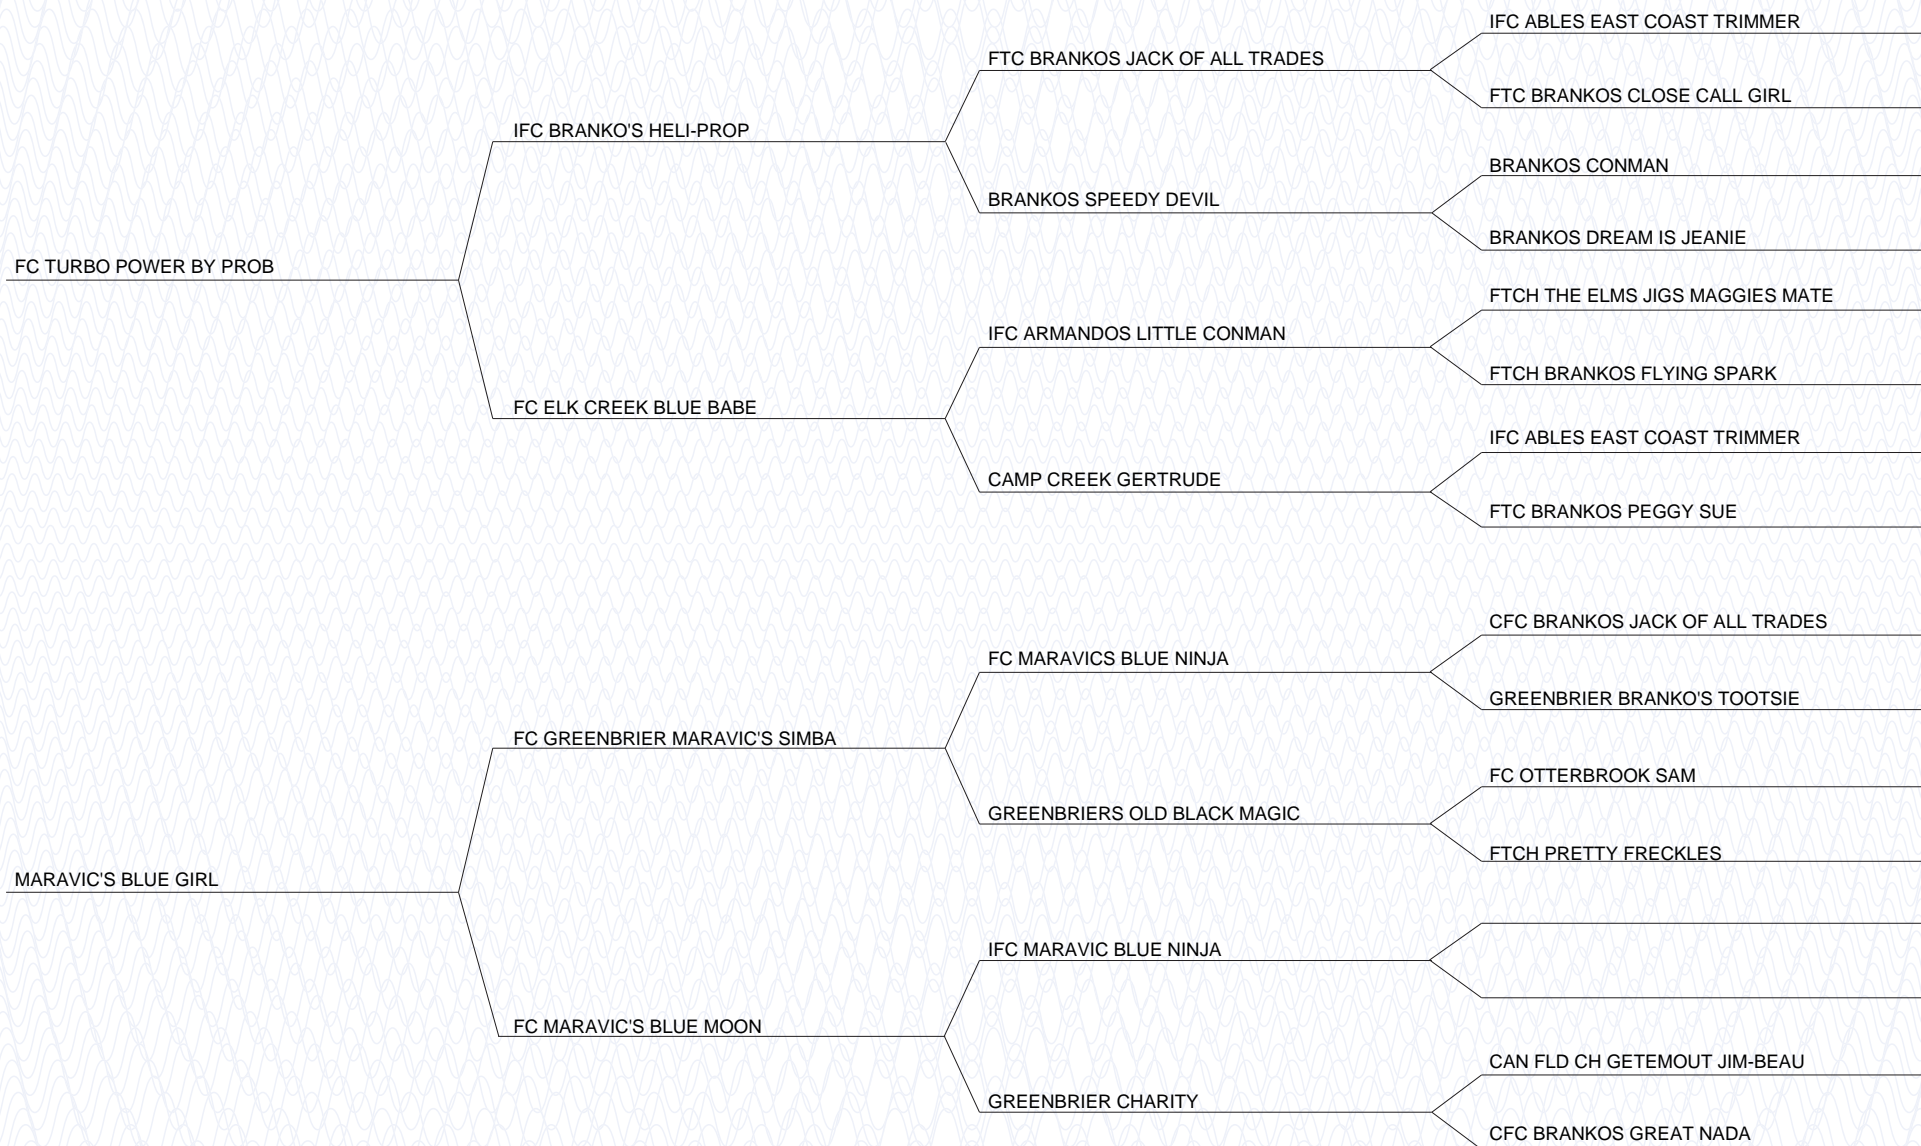 IFC ABLES EAST COAST TRIMMER
FTC BRANKOS JACK OF ALL TRADES
FTC BRANKOS CLOSE CALL GIRL
IFC BRANKO'S HELI-PROP
BRANKOS CONMAN
BRANKOS SPEEDY DEVIL
BRANKOS DREAM IS JEANIE
FC TURBO POWER BY PROB
FTCH THE ELMS JIGS MAGGIES MATE
IFC ARMANDOS LITTLE CONMAN
FTCH BRANKOS FLYING SPARK
FC ELK CREEK BLUE BABE
IFC ABLES EAST COAST TRIMMER
CAMP CREEK GERTRUDE
FTC BRANKOS PEGGY SUE
CFC BRANKOS JACK OF ALL TRADES
FC MARAVICS BLUE NINJA
GREENBRIER BRANKO'S TOOTSIE
FC GREENBRIER MARAVIC'S SIMBA
FC OTTERBROOK SAM
GREENBRIERS OLD BLACK MAGIC
FTCH PRETTY FRECKLES
MARAVIC'S BLUE GIRL
IFC MARAVIC BLUE NINJA
FC MARAVIC'S BLUE MOON
CAN FLD CH GETEMOUT JIM-BEAU
GREENBRIER CHARITY
CFC BRANKOS GREAT NADA